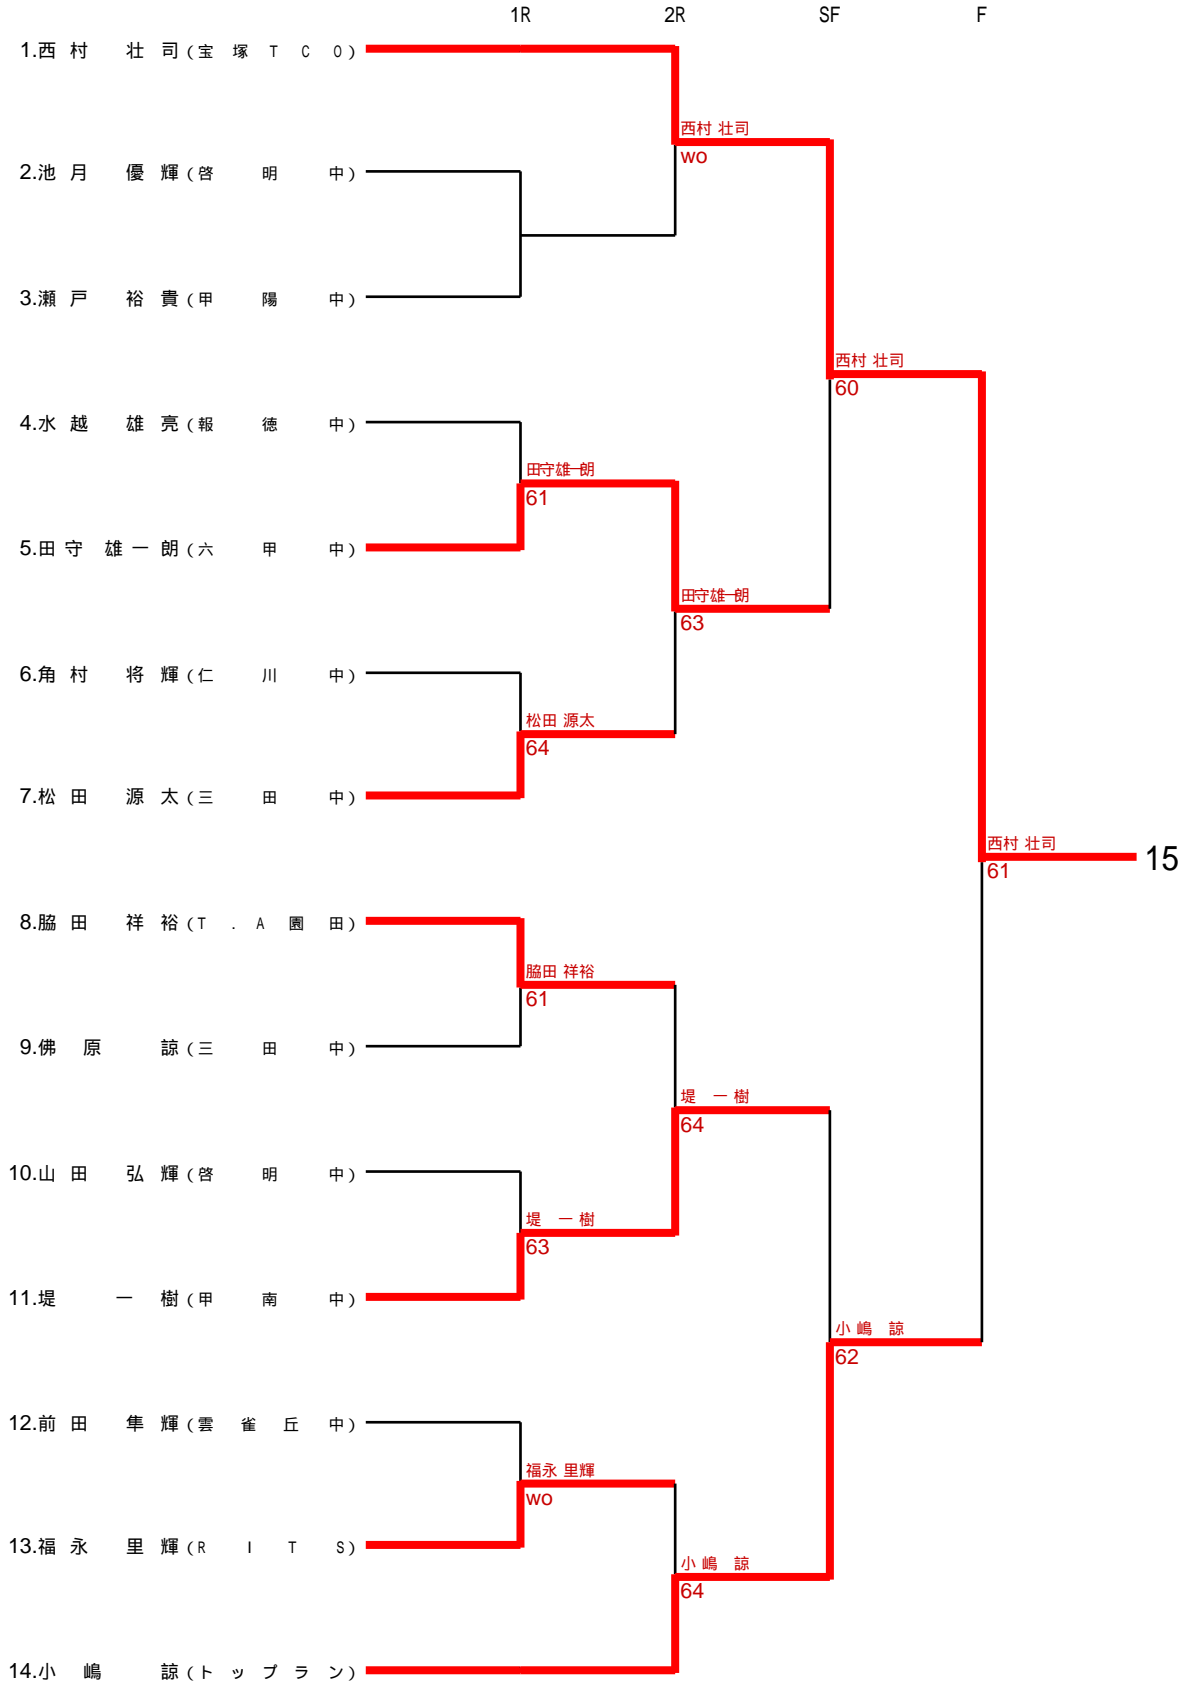 1R 2R SF F
1.西村 壮司(宝塚TCO)
西村 壮司
wo
2.池月 優輝(啓明中)
3.瀬戸 裕貴(甲陽中)
西村 壮司
60
4.水越 雄亮(報徳中)
田守雄一朗
61
5.田守 雄一朗(六甲中)
田守雄一朗
63
6.角村 将輝(仁川中)
松田 源太
64
7.松田 源太(三田中)
西村 壮司
61
15
8.脇田 祥裕(T.A園田)
脇田 祥裕
61
9.佛原 諒(三田中)
堤 一樹
64
10.山田 弘輝(啓明中)
堤 一樹
63
11.堤 一樹(甲南中)
小嶋 諒
62
12.前田 隼輝(雲雀丘中)
福永 里輝
wo
13.福永 里輝(RITS)
小嶋 諒
64
14.小嶋 諒(トップラン)